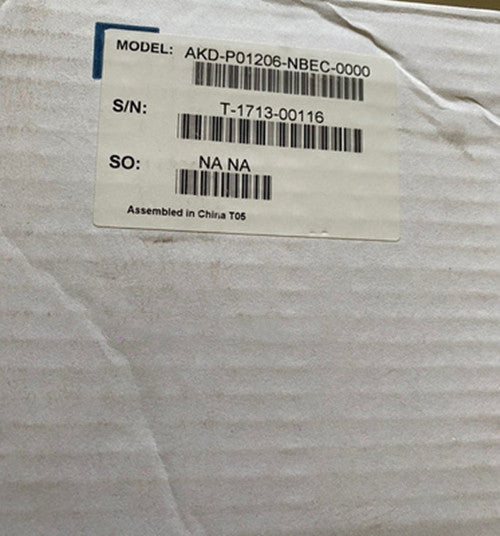 MODEL: AKD-P01206-NBEC-0000
S/N: T-1713-00116
SO: NA NA
Assembled in China T05